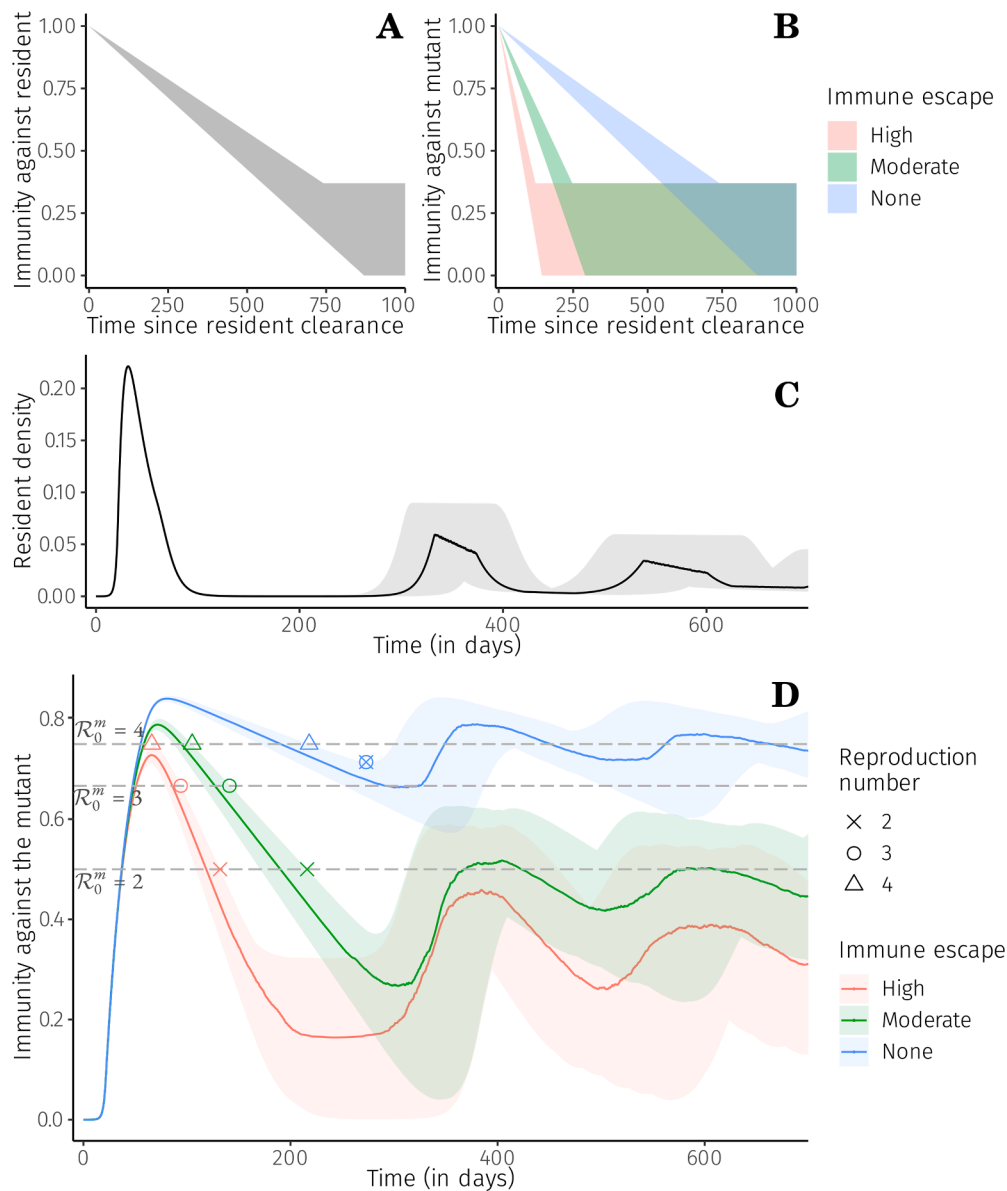 A
Immunity against resident
1.00
0.75
0.50
0.25
0.00
0
250
500
750
100
Time since resident clearance
B
Immunity against mutant
1.00
0.75
0.50
0.25
0.00
0
250
500
750
1000
Time since resident clearance
Immune escape
High
Moderate
None
C
Resident density
0.20
0.15
0.10
0.05
0.00
0
200
400
600
Time (in days)
D
Immunity against the mutant
0.8
0.6
0.4
0.2
0.0
R₀ᵐ = 4
R₀ᵐ = 3
R₀ᵐ = 2
0
200
400
600
Time (in days)
Reproduction
number
2
3
4
Immune escape
High
Moderate
None